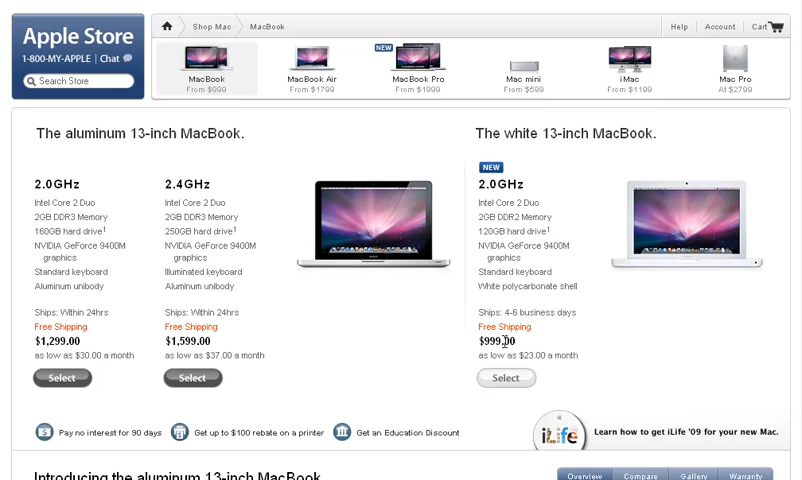 Apple Store
1-800-MY-APPLE | Chat
Search Store
Shop Mac
MacBook
Help
Account
Cart
MacBook
From $999
MacBook Air
From $1799
NEW
MacBook Pro
From $1999
Mac mini
From $599
iMac
From $1199
Mac Pro
At $2799
The aluminum 13-inch MacBook.
2.0GHz
Intel Core 2 Duo
2GB DDR3 Memory
160GB hard drive1
NVIDIA GeForce 9400M
graphics
Standard keyboard
Aluminum unibody
Ships: Within 24hrs
Free Shipping
$1,299.00
as low as $30.00 a month
Select
2.4GHz
Intel Core 2 Duo
2GB DDR3 Memory
250GB hard drive1
NVIDIA GeForce 9400M
graphics
Illuminated keyboard
Aluminum unibody
Ships: Within 24hrs
Free Shipping
$1,599.00
as low as $37.00 a month
Select
The white 13-inch MacBook.
NEW
2.0GHz
Intel Core 2 Duo
2GB DDR2 Memory
120GB hard drive1
NVIDIA GeForce 9400M
graphics
Standard keyboard
White polycarbonate shell
Ships: 4-6 business days
Free Shipping
$999.00
as low as $23.00 a month
Select
Pay no interest for 90 days
Get up to $100 rebate on a printer
Get an Education Discount
iLife
Learn how to get iLife '09 for your new Mac.
Introducing the aluminum 13-inch MacBook
Overview
Compare
Gallery
Warranty